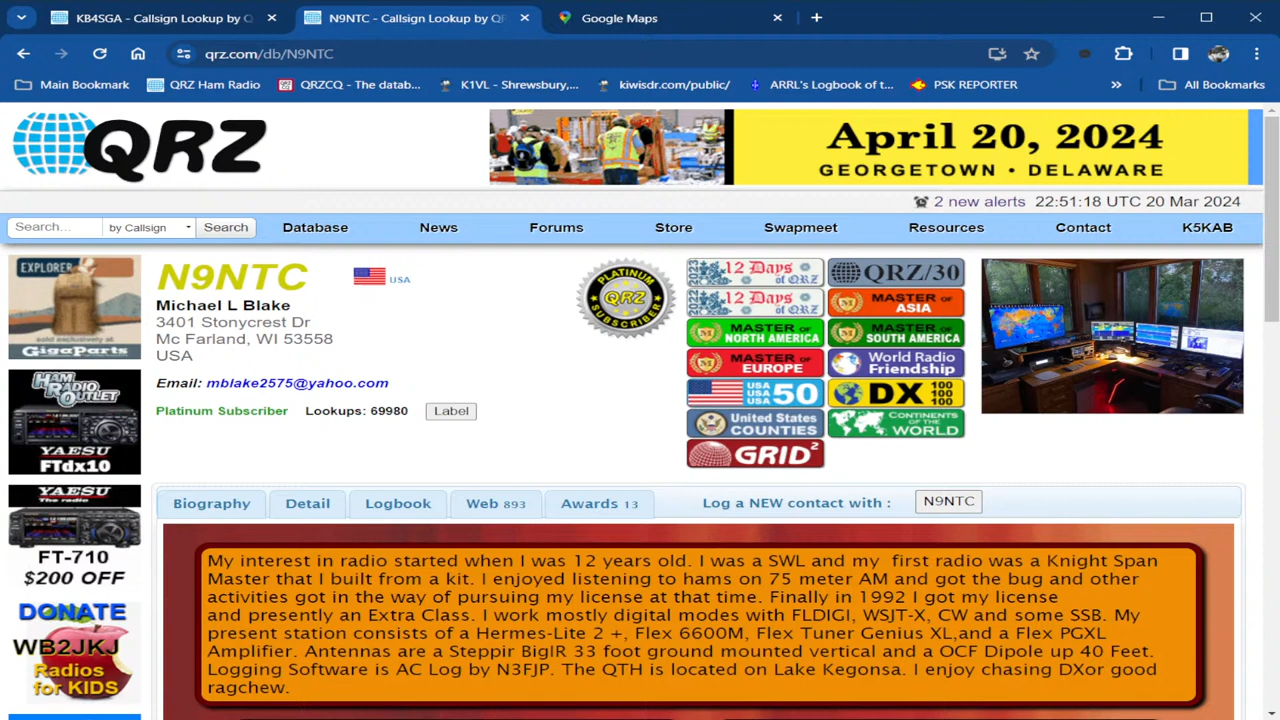 KB4SGA - Callsign Lookup by Q
N9NTC - Callsign Lookup by QR
Google Maps
qrz.com/db/N9NTC
Main Bookmark
QRZ Ham Radio
QRZCQ - The datab...
K1VL - Shrewsbury,...
kiwisdr.com/public/
ARRL's Logbook of t...
PSK REPORTER
»
All Bookmarks
QRZ
April 20, 2024
GEORGETOWN • DELAWARE
2 new alerts 22:51:18 UTC 20 Mar 2024
Search... by Callsign Search
Database
News
Forums
Store
Swapmeet
Resources
Contact
K5KAB
EXPLORER
sold exclusively at
GigaParts
HAM RADIO OUTLET
YAESU
FTDX10
YAESU
The radio
FT-710
$200 OFF
DONATE
WB2JKJ
Radios
for KIDS
N9NTC
USA
Michael L Blake
3401 Stonycrest Dr
Mc Farland, WI 53558
USA
Email: mblake2575@yahoo.com
Platinum Subscriber Lookups: 69980 Label
PLATINUM
QRZ
SUBSCRIBER
2023 12 Days of QRZ
QRZ/30
2022 12 Days of QRZ
MASTER OF ASIA
MASTER OF NORTH AMERICA
MASTER OF SOUTH AMERICA
MASTER OF EUROPE
World Radio Friendship
USA USA 50
DX 100 100 100
United States COUNTIES
CONTINENTS OF THE WORLD
GRID²
Biography
Detail
Logbook
Web 893
Awards 13
Log a NEW contact with : N9NTC
My interest in radio started when I was 12 years old. I was a SWL and my first radio was a Knight Span
Master that I built from a kit. I enjoyed listening to hams on 75 meter AM and got the bug and other
activities got in the way of pursuing my license at that time. Finally in 1992 I got my license
and presently an Extra Class. I work mostly digital modes with FLDIGI, WSJT-X, CW and some SSB. My
present station consists of a Hermes-Lite 2 +, Flex 6600M, Flex Tuner Genius XL,and a Flex PGXL
Amplifier. Antennas are a Steppir BigIR 33 foot ground mounted vertical and a OCF Dipole up 40 Feet.
Logging Software is AC Log by N3FJP. The QTH is located on Lake Kegonsa. I enjoy chasing DXor good
ragchew.